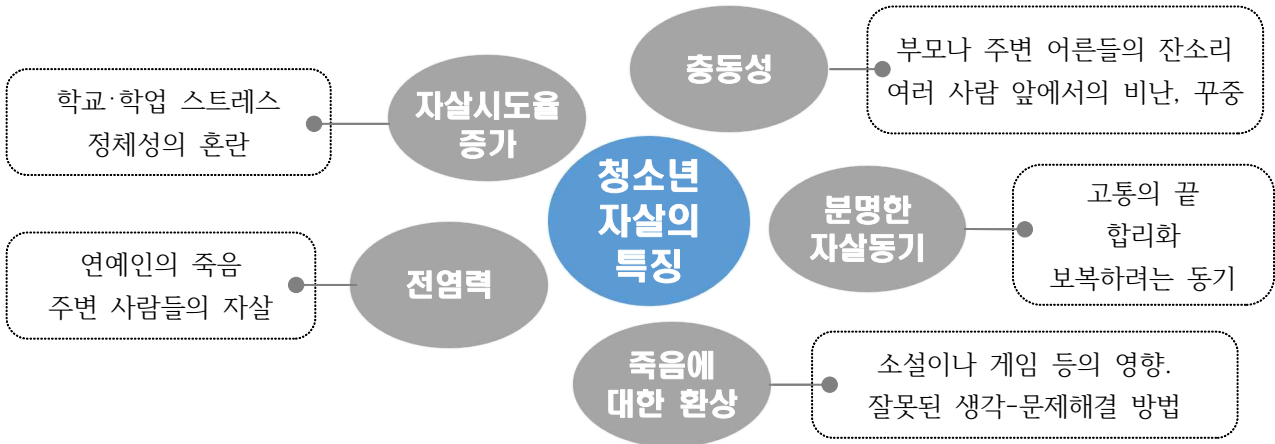 청소년
자살의
특징
충동성
부모나 주변 어른들의 잔소리
여러 사람 앞에서의 비난, 꾸중
자살시도율
증가
학교·학업 스트레스
정체성의 혼란
분명한
자살동기
고통의 끝
합리화
보복하려는 동기
전염력
연예인의 죽음
주변 사람들의 자살
죽음에
대한 환상
소설이나 게임 등의 영향.
잘못된 생각-문제해결 방법